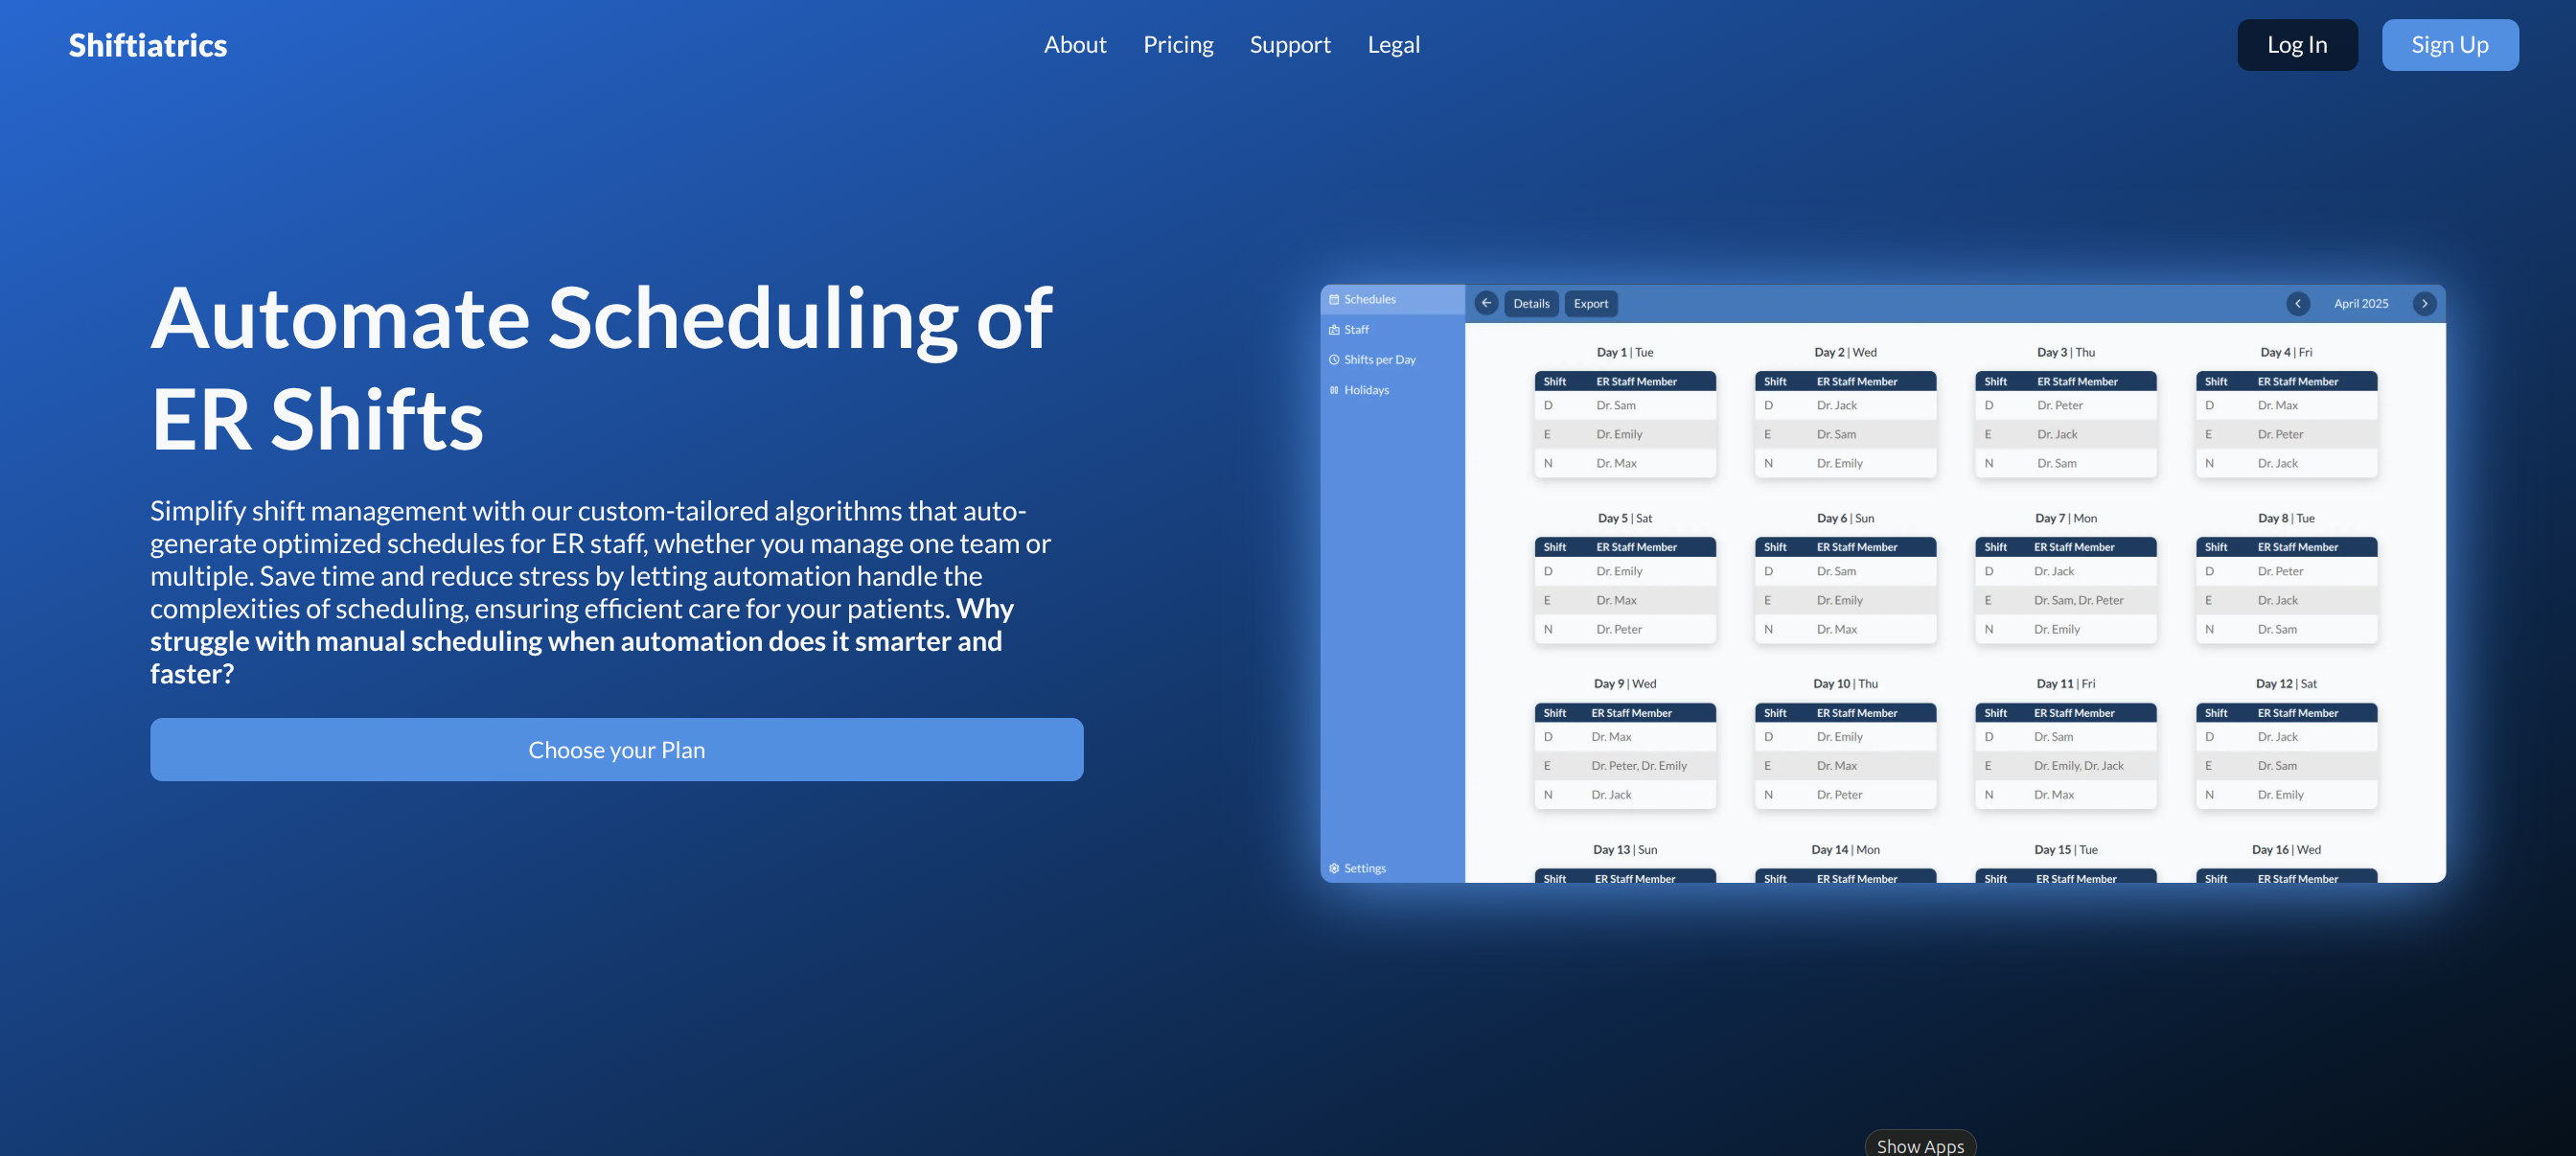 Shiftiatrics
About Pricing Support Legal
Log In Sign Up
Automate Scheduling of
ER Shifts
Simplify shift management with our custom-tailored algorithms that auto-
generate optimized schedules for ER staff, whether you manage one team or
multiple. Save time and reduce stress by letting automation handle the
complexities of scheduling, ensuring efficient care for your patients. Why
struggle with manual scheduling when automation does it smarter and
faster?
Choose your Plan
Schedules
Staff
Shifts per Day
Holidays
Settings
Details Export April 2025
Day 1 | Tue Day 2 | Wed Day 3 | Thu Day 4 | Fri
Shift ER Staff Member Shift ER Staff Member Shift ER Staff Member Shift ER Staff Member
D Dr. Sam D Dr. Jack D Dr. Peter D Dr. Max
E Dr. Emily E Dr. Sam E Dr. Jack E Dr. Peter
N Dr. Max N Dr. Emily N Dr. Sam N Dr. Jack
Day 5 | Sat Day 6 | Sun Day 7 | Mon Day 8 | Tue
Shift ER Staff Member Shift ER Staff Member Shift ER Staff Member Shift ER Staff Member
D Dr. Emily D Dr. Sam D Dr. Jack D Dr. Peter
E Dr. Max E Dr. Emily E Dr. Sam, Dr. Peter E Dr. Jack
N Dr. Peter N Dr. Max N Dr. Emily N Dr. Sam
Day 9 | Wed Day 10 | Thu Day 11 | Fri Day 12 | Sat
Shift ER Staff Member Shift ER Staff Member Shift ER Staff Member Shift ER Staff Member
D Dr. Max D Dr. Emily D Dr. Sam D Dr. Jack
E Dr. Peter, Dr. Emily E Dr. Max E Dr. Emily, Dr. Jack E Dr. Sam
N Dr. Jack N Dr. Peter N Dr. Max N Dr. Emily
Day 13 | Sun Day 14 | Mon Day 15 | Tue Day 16 | Wed
Shift ER Staff Member Shift ER Staff Member Shift ER Staff Member Shift ER Staff Member
Show Apps